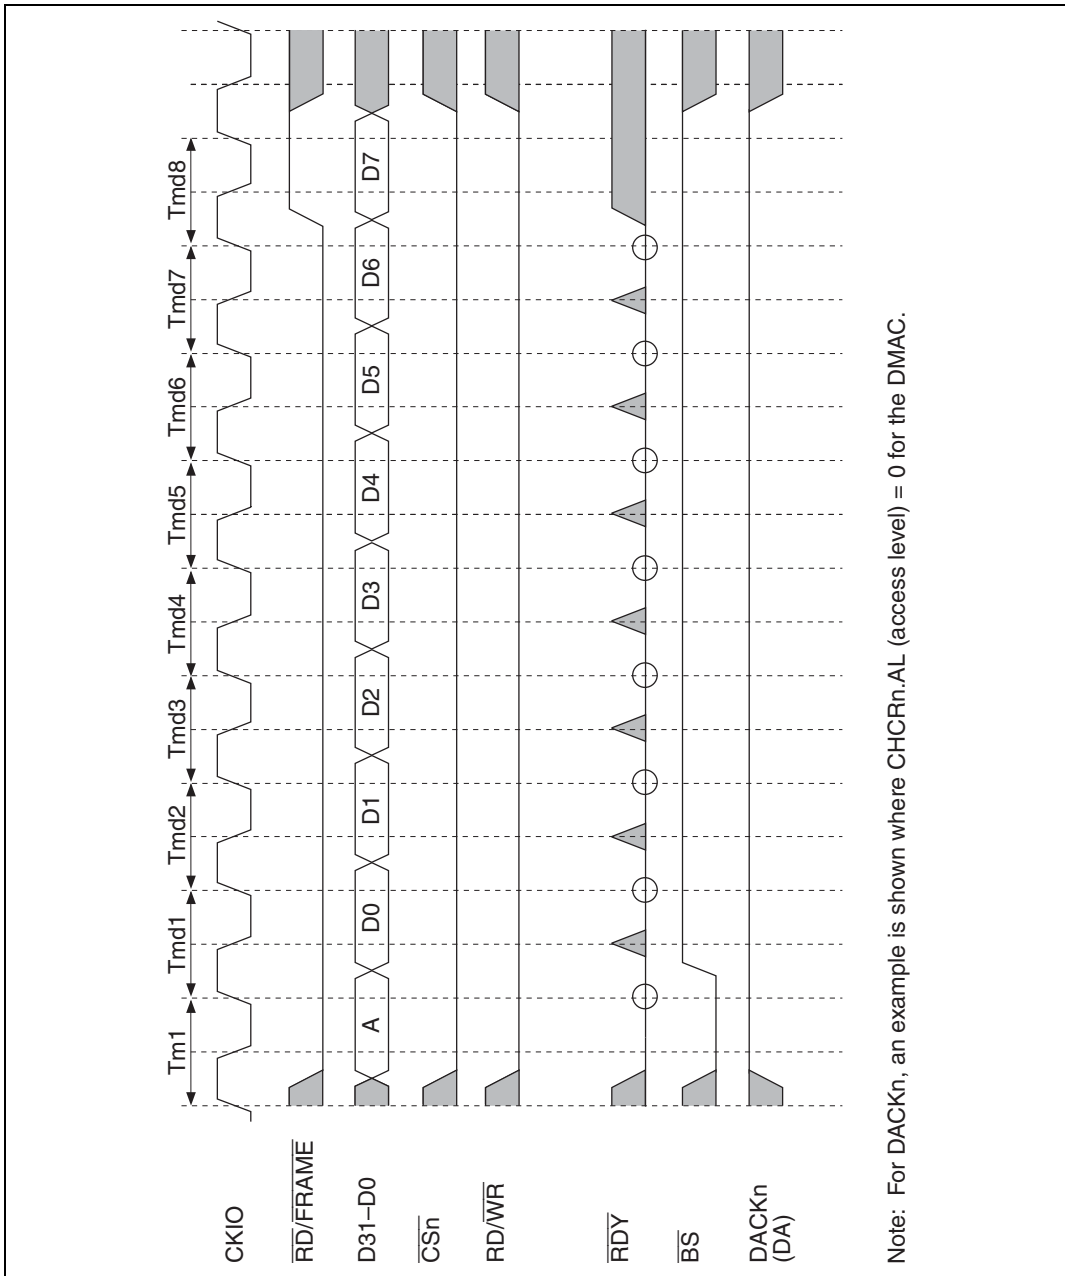 Tm1 Tmd1 Tmd2 Tmd3 Tmd4 Tmd5 Tmd6 Tmd7 Tmd8
CKIO
RD/FRAME
D31–D0 A D0 D1 D2 D3 D4 D5 D6 D7
CSn
RD/WR
RDY
BS
DACKn
(DA)
Note: For DACKn, an example is shown where CHCRn.AL (access level) = 0 for the DMAC.